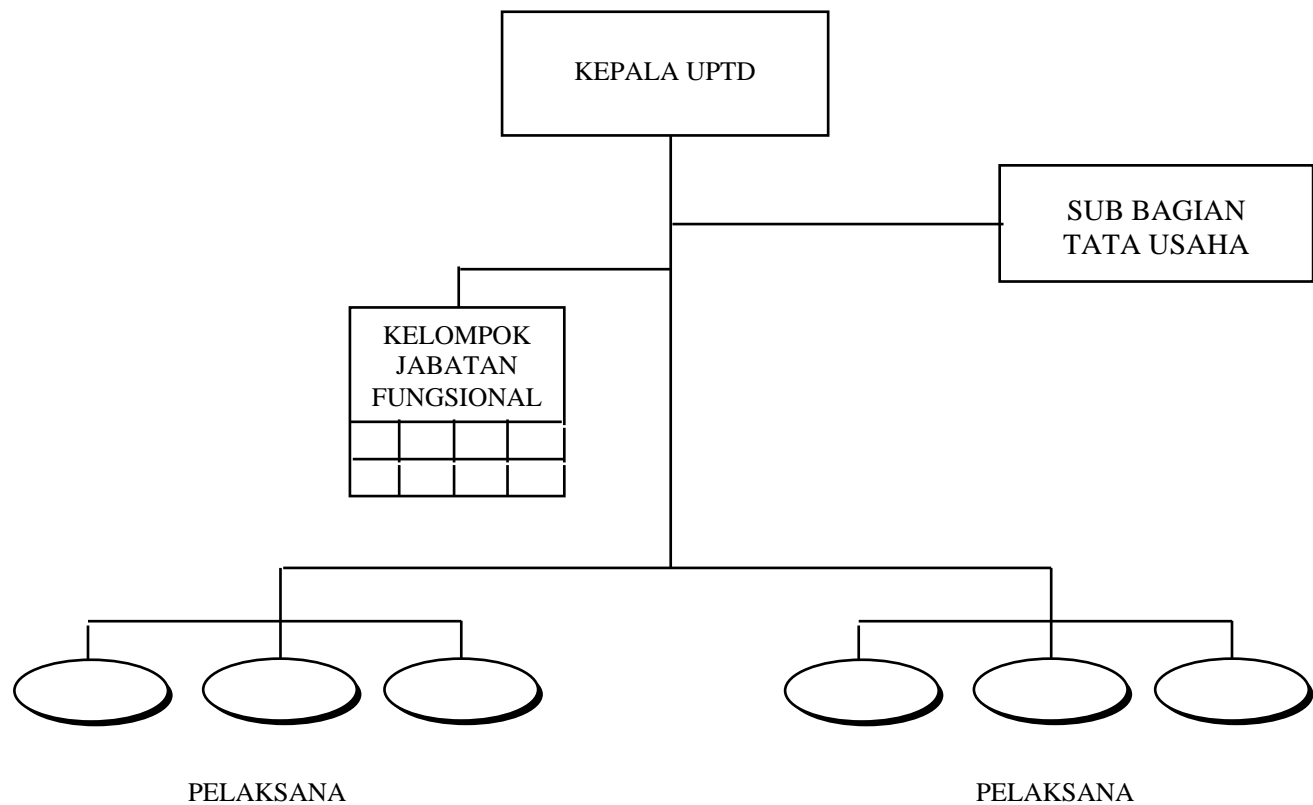 KEPALA UPTD
SUB BAGIAN
TATA USAHA
KELOMPOK
JABATAN
FUNGSIONAL
PELAKSANA
PELAKSANA